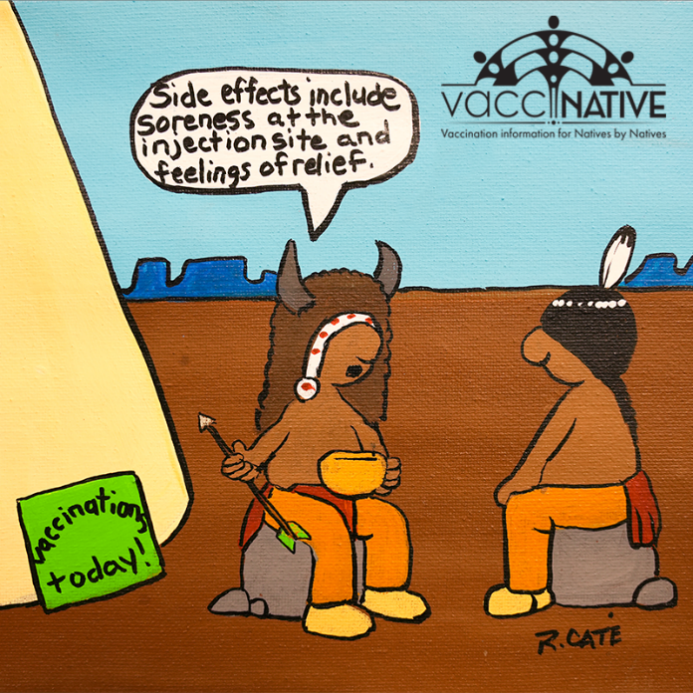 vacciNATIVE
Vaccination information for Natives by Natives
Side effects include
soreness at the
injection site and
feelings of relief.
vaccinations
today!
R. CATE